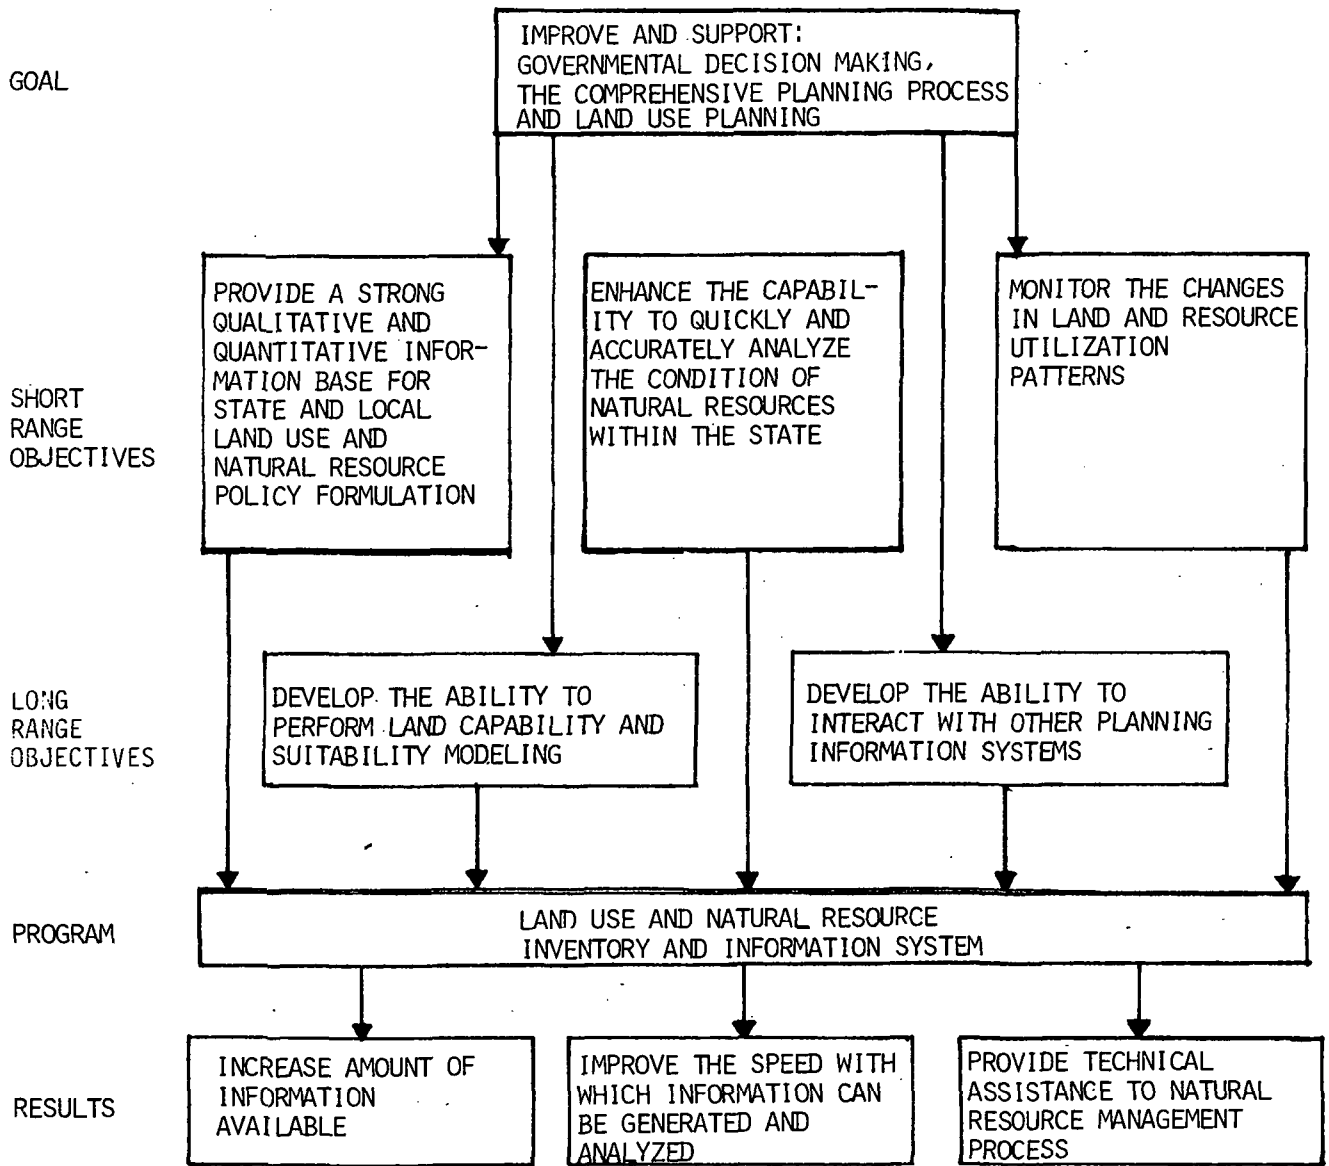 GOAL
IMPROVE AND SUPPORT:
GOVERNMENTAL DECISION MAKING,
THE COMPREHENSIVE PLANNING PROCESS
AND LAND USE PLANNING
SHORT
RANGE
OBJECTIVES
PROVIDE A STRONG
QUALITATIVE AND
QUANTITATIVE INFOR-
MATION BASE FOR
STATE AND LOCAL
LAND USE AND
NATURAL RESOURCE
POLICY FORMULATION
ENHANCE THE CAPABIL-
ITY TO QUICKLY AND
ACCURATELY ANALYZE
THE CONDITION OF
NATURAL RESOURCES
WITHIN THE STATE
MONITOR THE CHANGES
IN LAND AND RESOURCE
UTILIZATION
PATTERNS
LONG
RANGE
OBJECTIVES
DEVELOP THE ABILITY TO
PERFORM LAND CAPABILITY AND
SUITABILITY MODELING
DEVELOP THE ABILITY TO
INTERACT WITH OTHER PLANNING
INFORMATION SYSTEMS
PROGRAM
LAND USE AND NATURAL RESOURCE
INVENTORY AND INFORMATION SYSTEM
RESULTS
INCREASE AMOUNT OF
INFORMATION
AVAILABLE
IMPROVE THE SPEED WITH
WHICH INFORMATION CAN
BE GENERATED AND
ANALYZED
PROVIDE TECHNICAL
ASSISTANCE TO NATURAL
RESOURCE MANAGEMENT
PROCESS